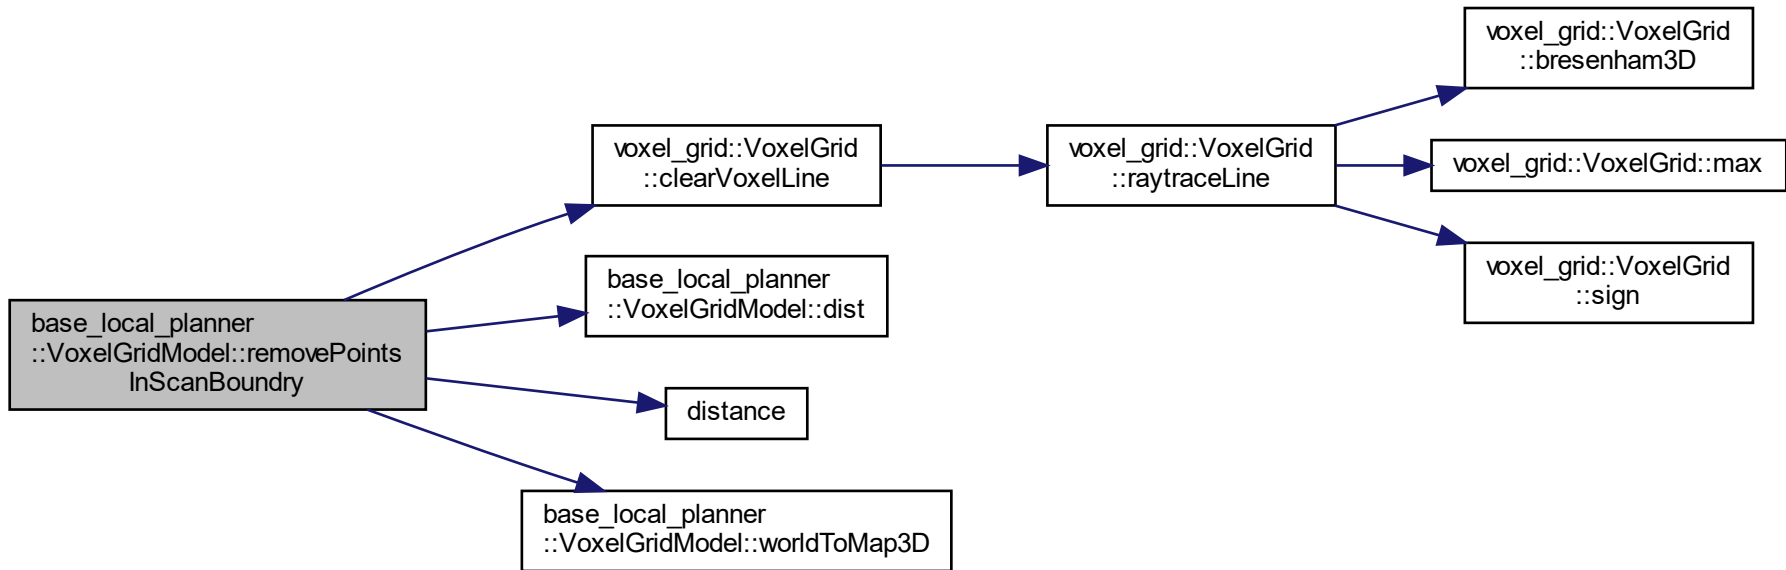 base_local_planner
::VoxelGridModel::removePoints
InScanBoundry
voxel_grid::VoxelGrid
::clearVoxelLine
base_local_planner
::VoxelGridModel::dist
distance
base_local_planner
::VoxelGridModel::worldToMap3D
voxel_grid::VoxelGrid
::raytraceLine
voxel_grid::VoxelGrid
::bresenham3D
voxel_grid::VoxelGrid::max
voxel_grid::VoxelGrid
::sign